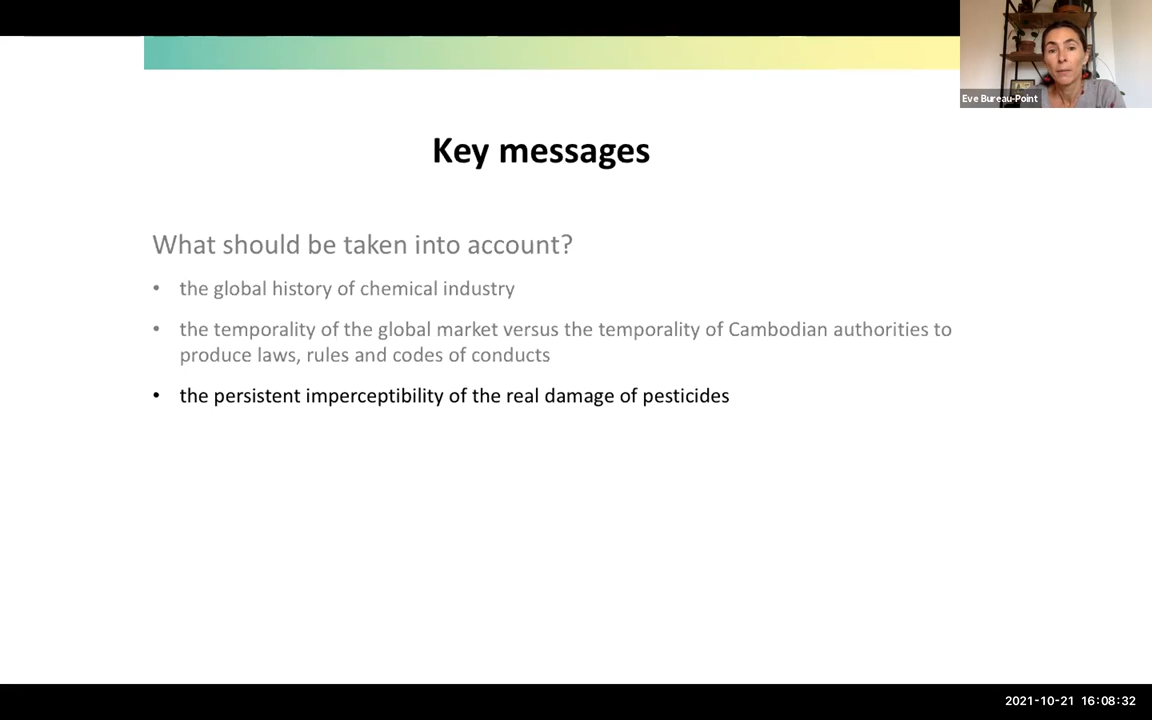 Eve Bureau-Point
Key messages
What should be taken into account?
• the global history of chemical industry
• the temporality of the global market versus the temporality of Cambodian authorities to
produce laws, rules and codes of conducts
• the persistent imperceptibility of the real damage of pesticides
2021-10-21 16:08:32